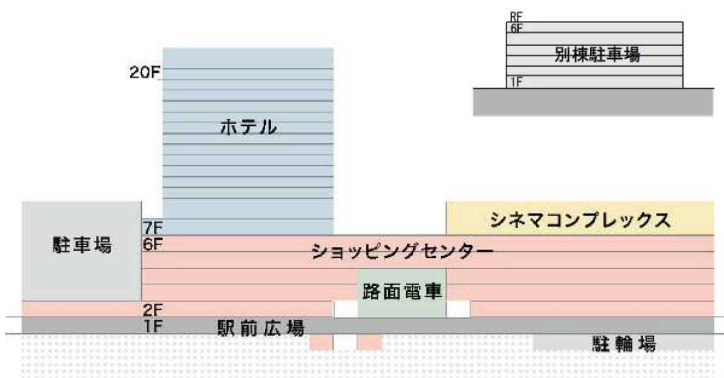 RF
6F
別棟駐車場
1F
20F
ホテル
シネマコンプレックス
7F
駐車場
6F
ショッピングセンター
路面電車
2F
1F
駅前広場
駐輪場